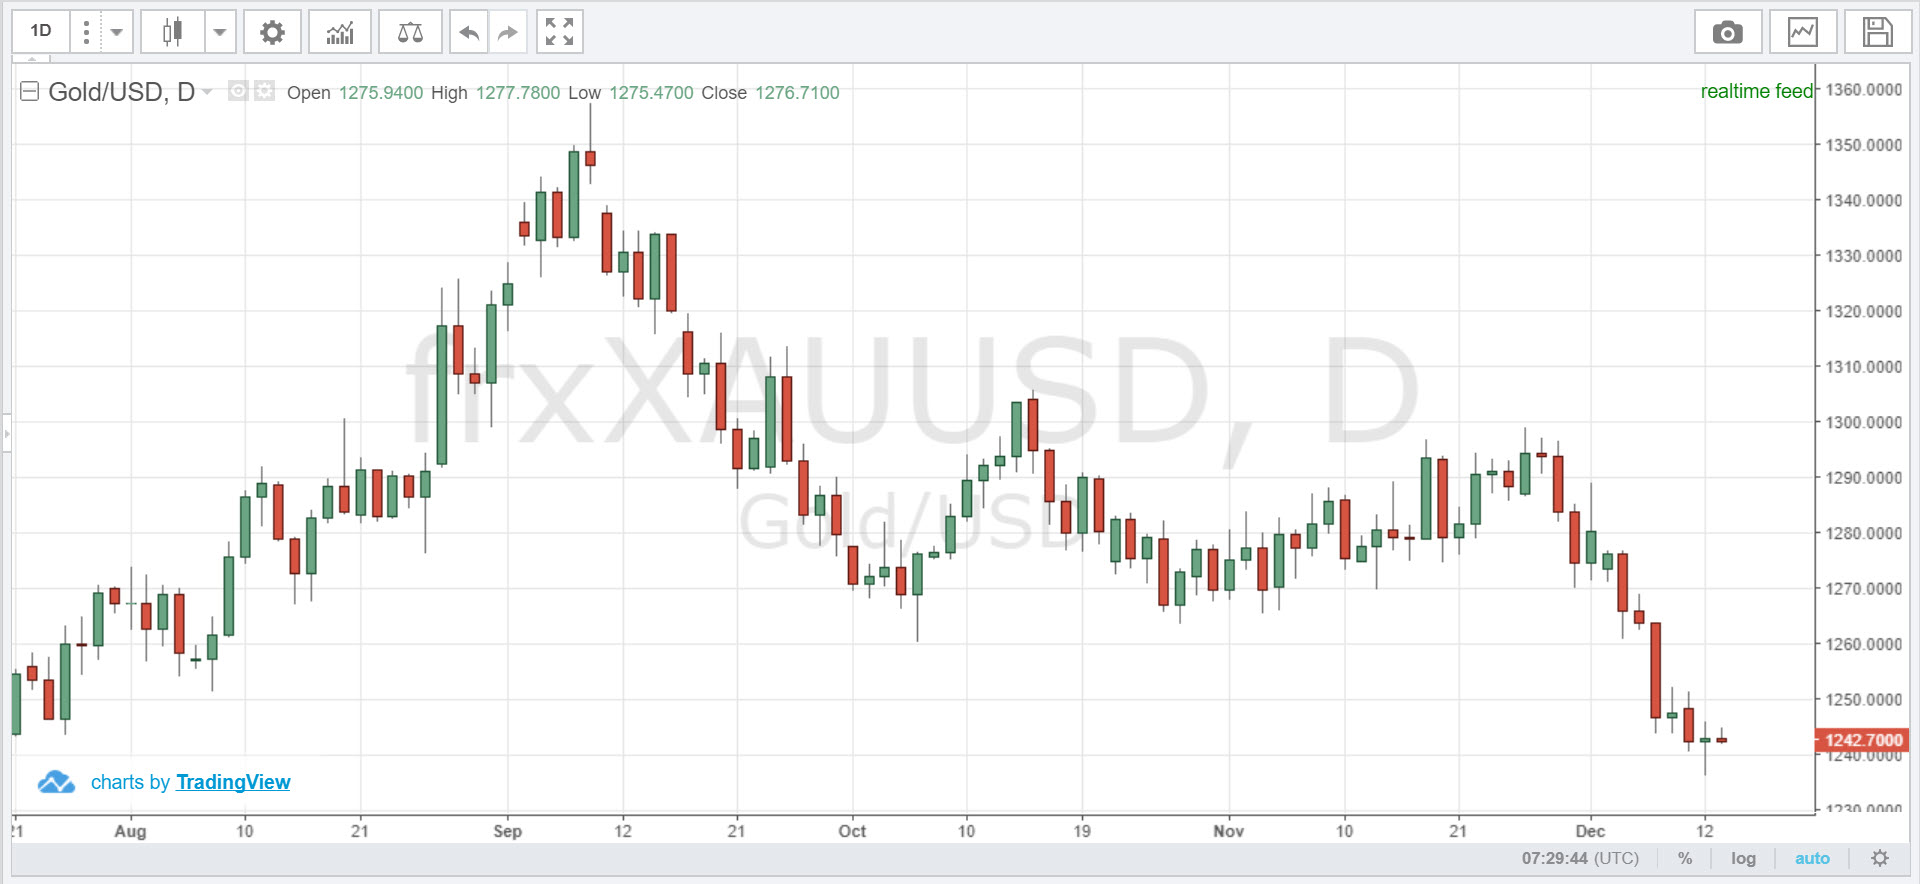 1D
Gold/USD, D Open 1275.9400 High 1277.7800 Low 1275.4700 Close 1276.7100
realtime feed
1360.0000
1350.0000
1340.0000
1330.0000
1320.0000
1310.0000
1300.0000
1290.0000
1280.0000
1270.0000
1260.0000
1250.0000
1242.7000
1240.0000
1230.0000
frxXAUUSD, D
Gold/USD
charts by TradingView
21 Aug 10 21 Sep 12 21 Oct 10 19 Nov 10 21 Dec 12
07:29:44 (UTC) % log auto